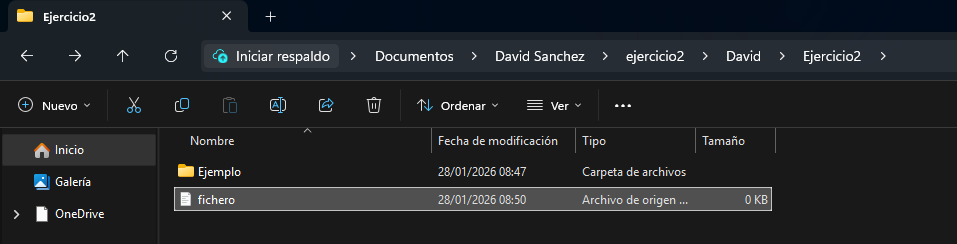 Ejercicio2
Iniciar respaldo > Documentos > David Sanchez > ejercicio2 > David > Ejercicio2 >
Nuevo Ordenar Ver ...
Nombre Fecha de modificación Tipo Tamaño
Inicio
Ejemplo 28/01/2026 08:47 Carpeta de archivos
Galería
fichero 28/01/2026 08:50 Archivo de origen ... 0 KB
OneDrive